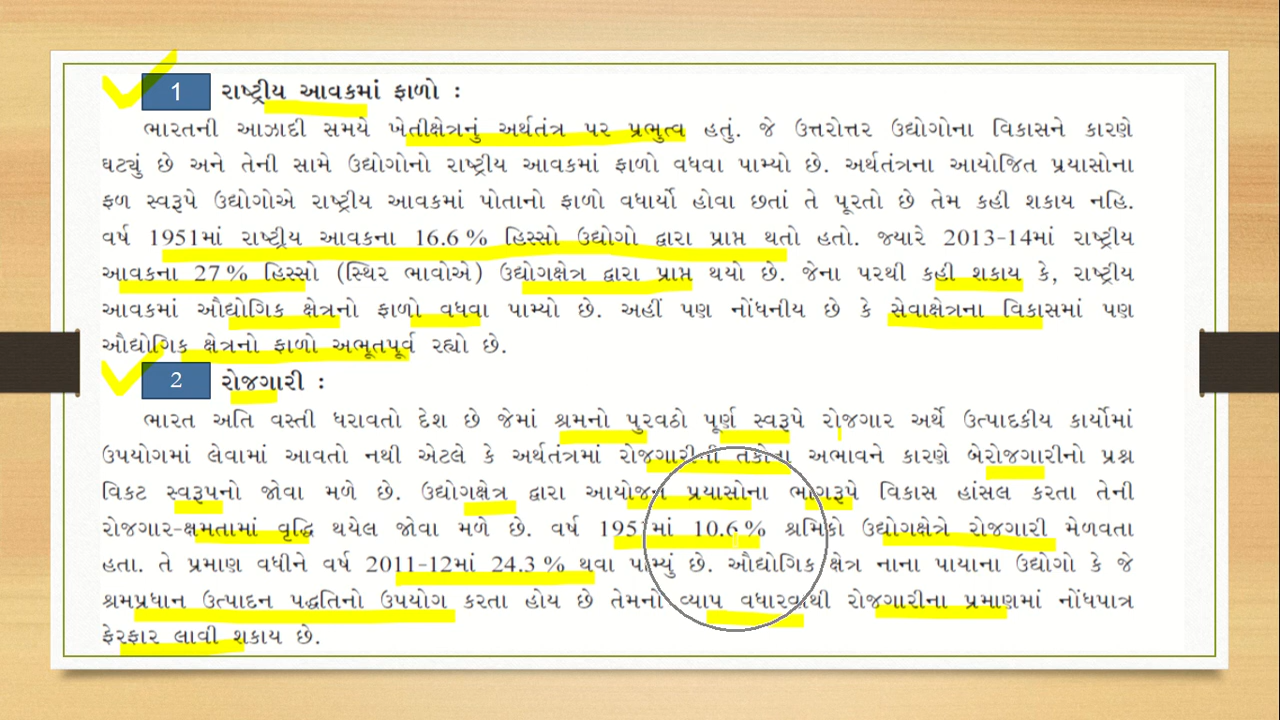 1 રાષ્ટ્રીય આવકમાં ફાળો :
ભારતની આઝાદી સમયે ખેતીક્ષેત્રનું અર્થતંત્ર પર પ્રભુત્વ હતું. જે ઉત્તરોત્તર ઉદ્યોગોના વિકાસને કારણે
ઘટ્યું છે અને તેની સામે ઉદ્યોગોનો રાષ્ટ્રીય આવકમાં ફાળો વધવા પામ્યો છે. અર્થતંત્રના આયોજિત પ્રયાસોના
ફળ સ્વરૂપે ઉદ્યોગોએ રાષ્ટ્રીય આવકમાં પોતાનો ફાળો વધાર્યો હોવા છતાં તે પૂરતો છે તેમ કહી શકાય નહિ.
વર્ષ 1951માં રાષ્ટ્રીય આવકના 16.6 % હિસ્સો ઉદ્યોગો દ્વારા પ્રાપ્ત થતો હતો. જ્યારે 2013-14માં રાષ્ટ્રીય
આવકના 27 % હિસ્સો (સ્થિર ભાવોએ) ઉદ્યોગક્ષેત્ર દ્વારા પ્રાપ્ત થયો છે. જેના પરથી કહી શકાય કે, રાષ્ટ્રીય
આવકમાં ઔદ્યોગિક ક્ષેત્રનો ફાળો વધવા પામ્યો છે. અહીં પણ નોંધનીય છે કે સેવાક્ષેત્રના વિકાસમાં પણ
ઔદ્યોગિક ક્ષેત્રનો ફાળો અભૂતપૂર્વ રહ્યો છે.
2 રોજગારી :
ભારત અતિ વસ્તી ધરાવતો દેશ છે જેમાં શ્રમનો પુરવઠો પૂર્ણ સ્વરૂપે રોજગાર અર્થે ઉત્પાદકીય કાર્યોમાં
ઉપયોગમાં લેવામાં આવતો નથી એટલે કે અર્થતંત્રમાં રોજગારીની તકોના અભાવને કારણે બેરોજગારીનો પ્રશ્ન
વિકટ સ્વરૂપનો જોવા મળે છે. ઉદ્યોગક્ષેત્ર દ્વારા આયોજન પ્રયાસોના ભાગરૂપે વિકાસ હાંસલ કરતા તેની
રોજગાર-ક્ષમતામાં વૃદ્ધિ થયેલ જોવા મળે છે. વર્ષ 1951માં 10.6 % શ્રમિકો ઉદ્યોગક્ષેત્રે રોજગારી મેળવતા
હતા. તે પ્રમાણ વધીને વર્ષ 2011-12માં 24.3 % થવા પામ્યું છે. ઔદ્યોગિક ક્ષેત્ર નાના પાયાના ઉદ્યોગો કે જે
શ્રમપ્રધાન ઉત્પાદન પદ્ધતિનો ઉપયોગ કરતા હોય છે તેમનો વ્યાપ વધારવાથી રોજગારીના પ્રમાણમાં નોંધપાત્ર
ફેરફાર લાવી શકાય છે.